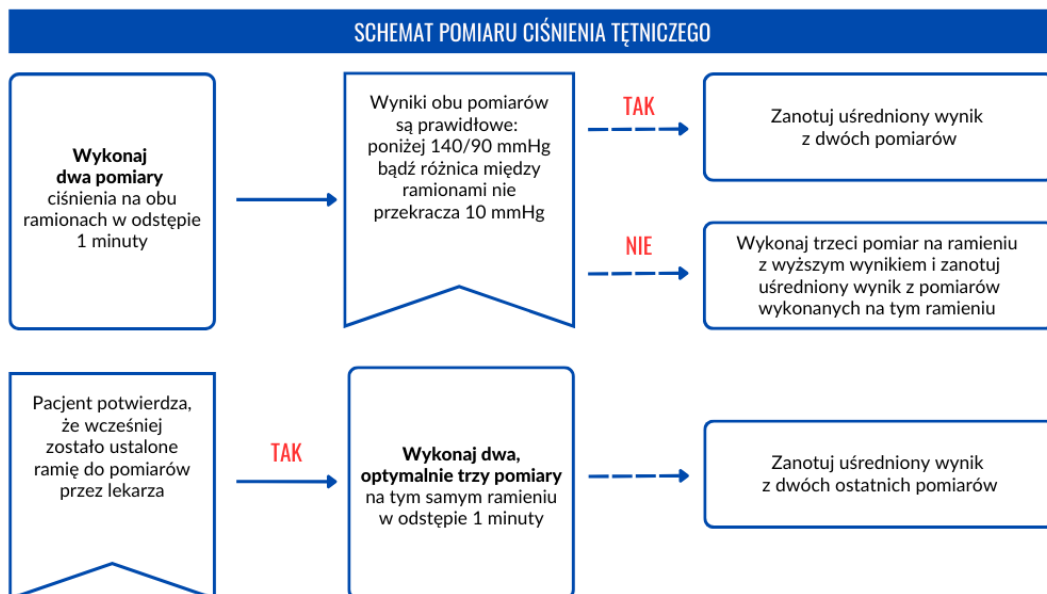 SCHEMAT POMIARU CIŚNIENIA TĘTNICZEGO
Wykonaj
dwa pomiary
ciśnienia na obu
ramionach w odstępie
1 minuty
Wyniki obu pomiarów
są prawidłowe:
poniżej 140/90 mmHg
bądź różnica między
ramionami nie
przekracza 10 mmHg
TAK
Zanotuj uśredniony wynik
z dwóch pomiarów
NIE
Wykonaj trzeci pomiar na ramieniu
z wyższym wynikiem i zanotuj
uśredniony wynik z pomiarów
wykonanych na tym ramieniu
Pacjent potwierdza,
że wcześniej
zostało ustalone
ramię do pomiarów
przez lekarza
TAK
Wykonaj dwa,
optymalnie trzy pomiary
na tym samym ramieniu
w odstępie 1 minuty
Zanotuj uśredniony wynik
z dwóch ostatnich pomiarów